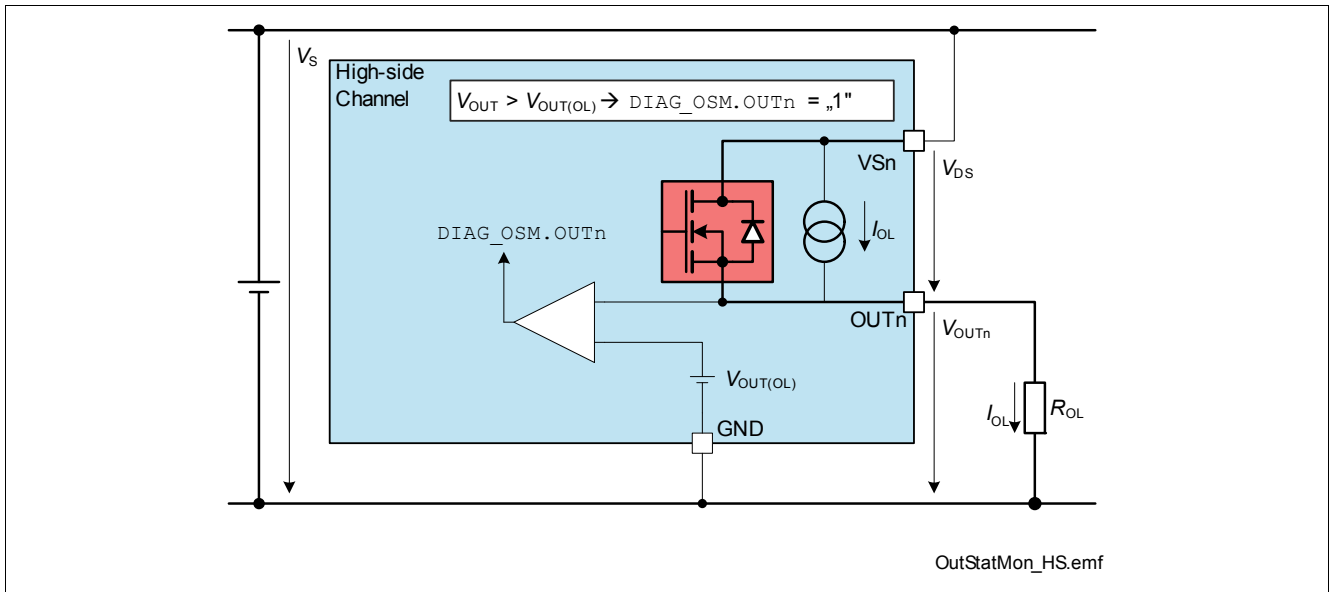 VS
High-side
Channel
VOUT > VOUT(OL) → DIAG_OSM.OUTn = „1"
VSn
VDS
IOL
DIAG_OSM.OUTn
OUTn
VOUTn
VOUT(OL)
IOL
ROL
GND
OutStatMon_HS.emf